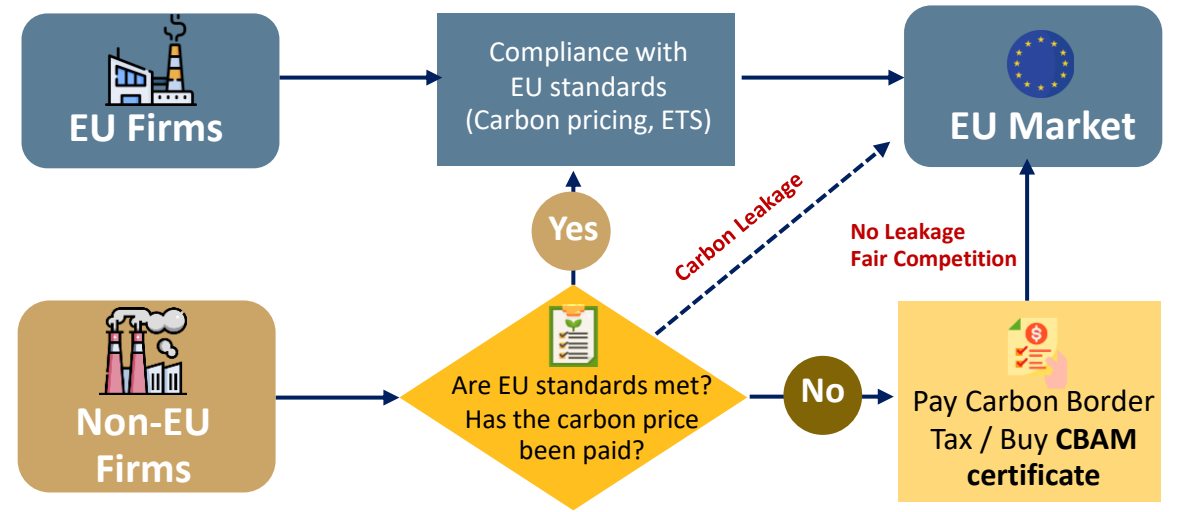 EU Firms
Compliance with
EU standards
(Carbon pricing, ETS)
EU Market
Yes
Carbon Leakage
No Leakage
Fair Competition
Non-EU
Firms
Are EU standards met?
Has the carbon price
been paid?
No
Pay Carbon Border
Tax / Buy CBAM
certificate
$